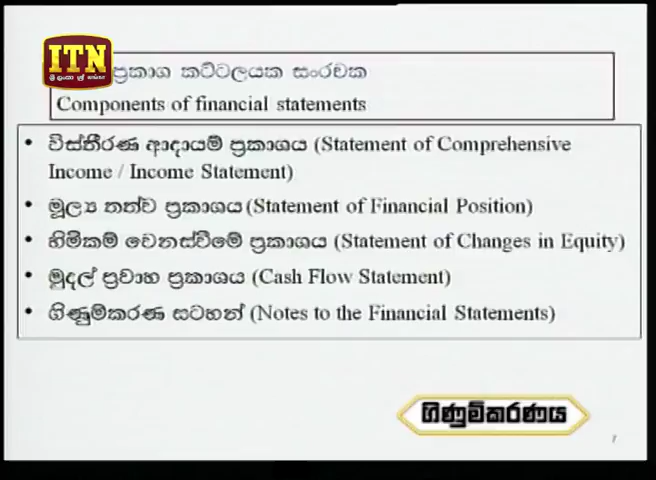 ITN
ශ්‍රී ලංකා ප්‍රකාශ කට්ටලයක සංරචක
Components of financial statements
• විස්තීරණ ආදායම් ප්‍රකාශය (Statement of Comprehensive
Income / Income Statement)
• මූල්‍ය තත්ව ප්‍රකාශය (Statement of Financial Position)
• හිමිකම් වෙනස්වීමේ ප්‍රකාශය (Statement of Changes in Equity)
• මුදල් ප්‍රවාහ ප්‍රකාශය (Cash Flow Statement)
• ගිණුම්කරණ සටහන් (Notes to the Financial Statements)
ගිණුම්කරණය
7